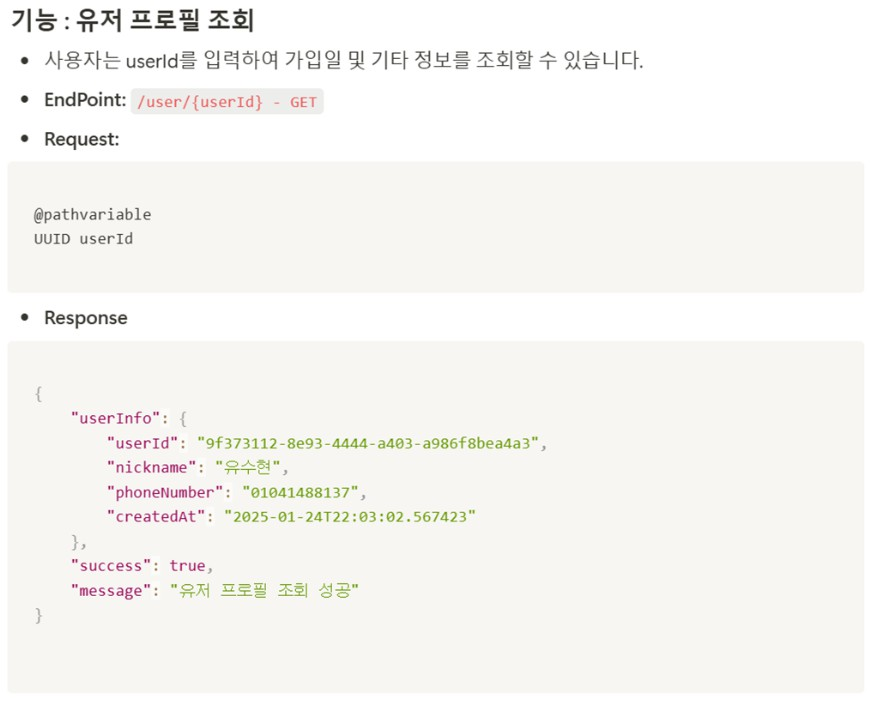 기능 : 유저 프로필 조회
• 사용자는 userId를 입력하여 가입일 및 기타 정보를 조회할 수 있습니다.
• EndPoint: /user/{userId} - GET
• Request:
@pathvariable
UUID userId
• Response
{
    "userInfo": {
        "userId": "9f373112-8e93-4444-a403-a986f8bea4a3",
        "nickname": "유수현",
        "phoneNumber": "01041488137",
        "createdAt": "2025-01-24T22:03:02.567423"
    },
    "success": true,
    "message": "유저 프로필 조회 성공"
}